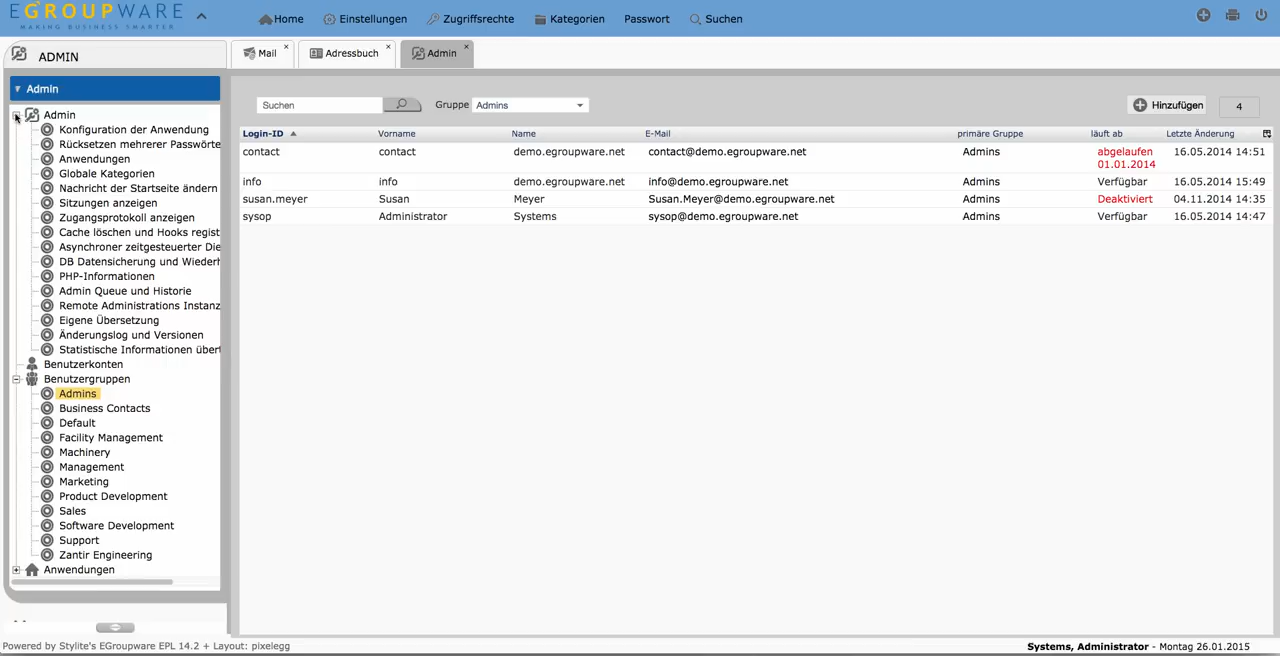 EGROUPWARE
MAKING BUSINESS SMARTER
Home Einstellungen Zugriffsrechte Kategorien Passwort Suchen
ADMIN
Mail Adressbuch Admin
Admin
Suchen Gruppe Admins Hinzufügen 4
Admin
Konfiguration der Anwendung
Rücksetzen mehrerer Passwörte
Anwendungen
Globale Kategorien
Nachricht der Startseite ändern
Sitzungen anzeigen
Zugangsprotokoll anzeigen
Cache löschen und Hooks regist
Asynchroner zeitgesteuerter Die
DB Datensicherung und Wiederh
PHP-Informationen
Admin Queue und Historie
Remote Administrations Instanz
Eigene Übersetzung
Änderungslog und Versionen
Statistische Informationen übert
Benutzerkonten
Benutzergruppen
Admins
Business Contacts
Default
Facility Management
Machinery
Management
Marketing
Product Development
Sales
Software Development
Support
Zantir Engineering
Anwendungen
Login-ID Vorname Name E-Mail primäre Gruppe läuft ab Letzte Änderung
contact contact demo.egroupware.net contact@demo.egroupware.net Admins abgelaufen 16.05.2014 14:51
01.01.2014
info info demo.egroupware.net info@demo.egroupware.net Admins Verfügbar 16.05.2014 15:49
susan.meyer Susan Meyer Susan.Meyer@demo.egroupware.net Admins Deaktiviert 04.11.2014 14:35
sysop Administrator Systems sysop@demo.egroupware.net Admins Verfügbar 16.05.2014 14:47
Powered by Stylite's EGroupware EPL 14.2 + Layout: pixelegg
Systems, Administrator - Montag 26.01.2015